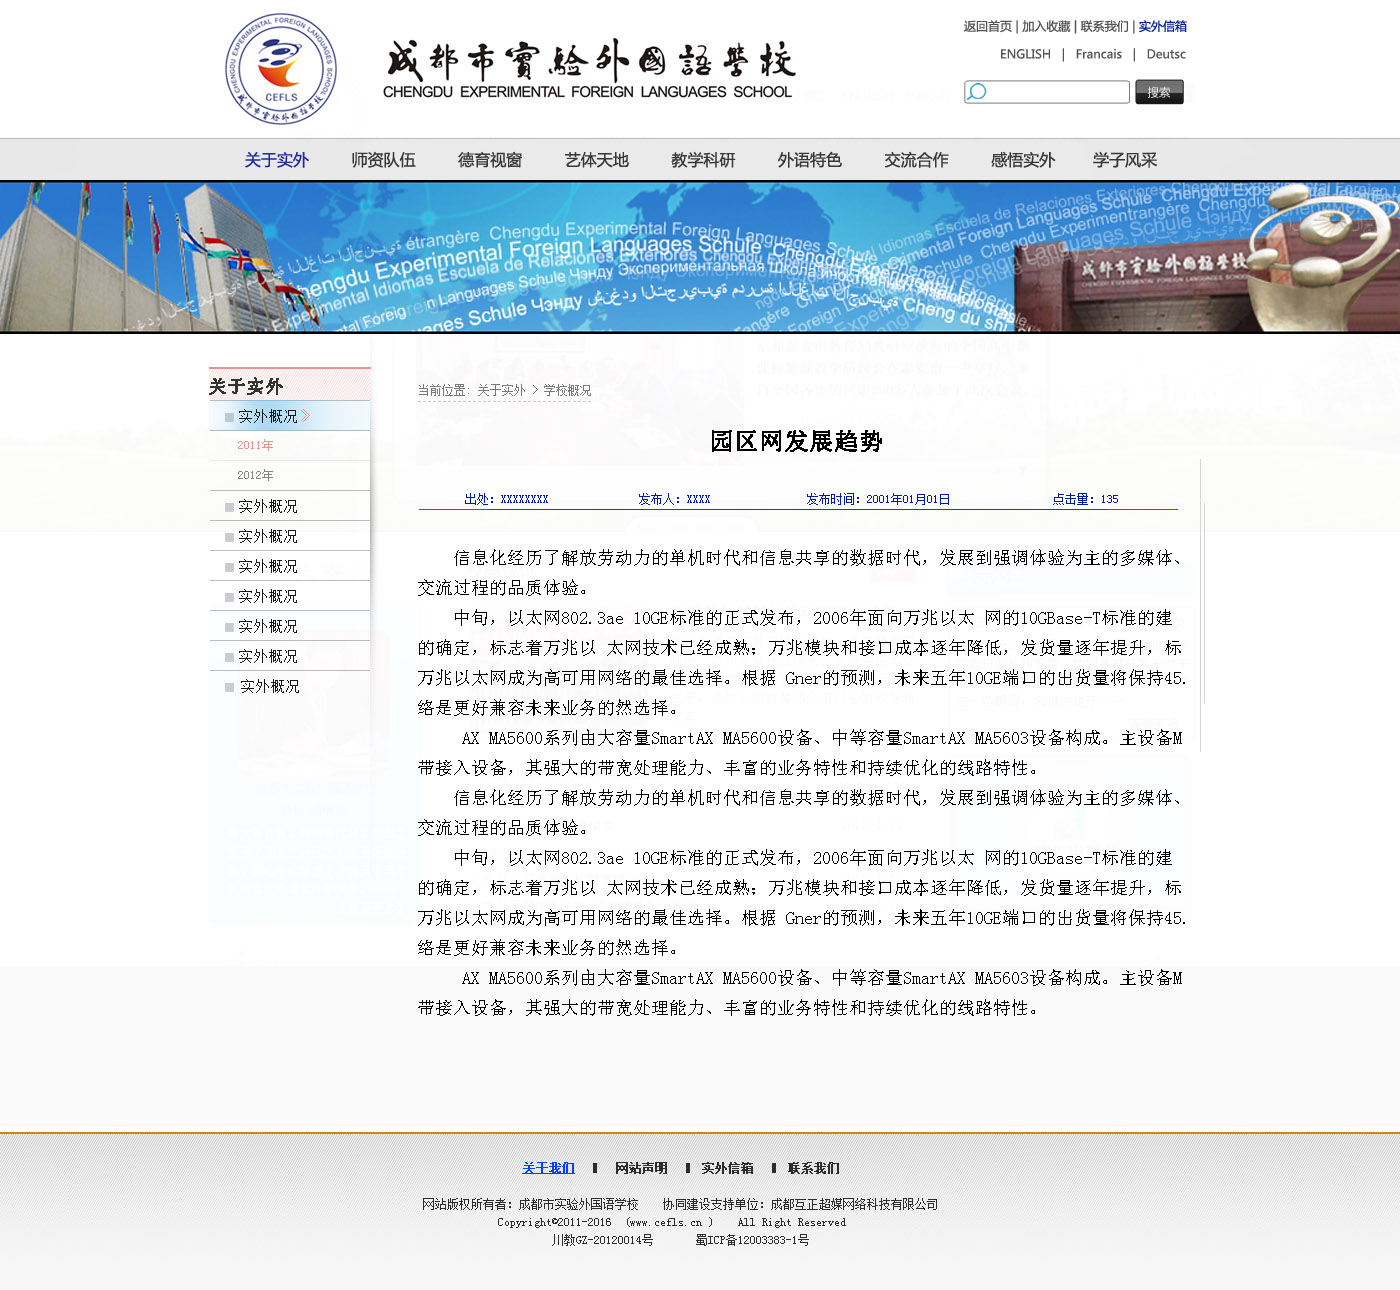 返回首页 | 加入收藏 | 联系我们 | 实外信箱
ENGLISH | Francais | Deutsc
搜索
CHENGDU EXPERIMENTAL FOREIGN LANGUAGES SCHOOL
CEFLS
成都市實驗外國語學校
成都市實驗外國語學校
CHENGDU EXPERIMENTAL FOREIGN LANGUAGES SCHOOL
关于实外 师资队伍 德育视窗 艺体天地 教学科研 外语特色 交流合作 感悟实外 学子风采
成都市實驗外國語學校
关于实外
实外概况
2011年
2012年
实外概况
实外概况
实外概况
实外概况
实外概况
实外概况
实外概况
当前位置：关于实外 > 学校概况
园区网发展趋势
出处：XXXXXXXX 发布人：XXXX 发布时间：2001年01月01日 点击量：135
信息化经历了解放劳动力的单机时代和信息共享的数据时代，发展到强调体验为主的多媒体、
交流过程的品质体验。
中旬，以太网802.3ae 10GE标准的正式发布，2006年面向万兆以太 网的10GBase-T标准的建
的确定，标志着万兆以 太网技术已经成熟；万兆模块和接口成本逐年降低，发货量逐年提升，标
万兆以太网成为高可用网络的最佳选择。根据 Gner的预测，未来五年10GE端口的出货量将保持45.
络是更好兼容未来业务的然选择。
AX MA5600系列由大容量SmartAX MA5600设备、中等容量SmartAX MA5603设备构成。主设备M
带接入设备，其强大的带宽处理能力、丰富的业务特性和持续优化的线路特性。
信息化经历了解放劳动力的单机时代和信息共享的数据时代，发展到强调体验为主的多媒体、
交流过程的品质体验。
中旬，以太网802.3ae 10GE标准的正式发布，2006年面向万兆以太 网的10GBase-T标准的建
的确定，标志着万兆以 太网技术已经成熟；万兆模块和接口成本逐年降低，发货量逐年提升，标
万兆以太网成为高可用网络的最佳选择。根据 Gner的预测，未来五年10GE端口的出货量将保持45.
络是更好兼容未来业务的然选择。
AX MA5600系列由大容量SmartAX MA5600设备、中等容量SmartAX MA5603设备构成。主设备M
带接入设备，其强大的带宽处理能力、丰富的业务特性和持续优化的线路特性。
关于我们 网站声明 实外信箱 联系我们
网站版权所有者：成都市实验外国语学校 协同建设支持单位：成都互正超媒网络科技有限公司
Copyright©2011-2016 (www.cefls.cn ) All Right Reserved
川教GZ-20120014号 蜀ICP备12003383-1号